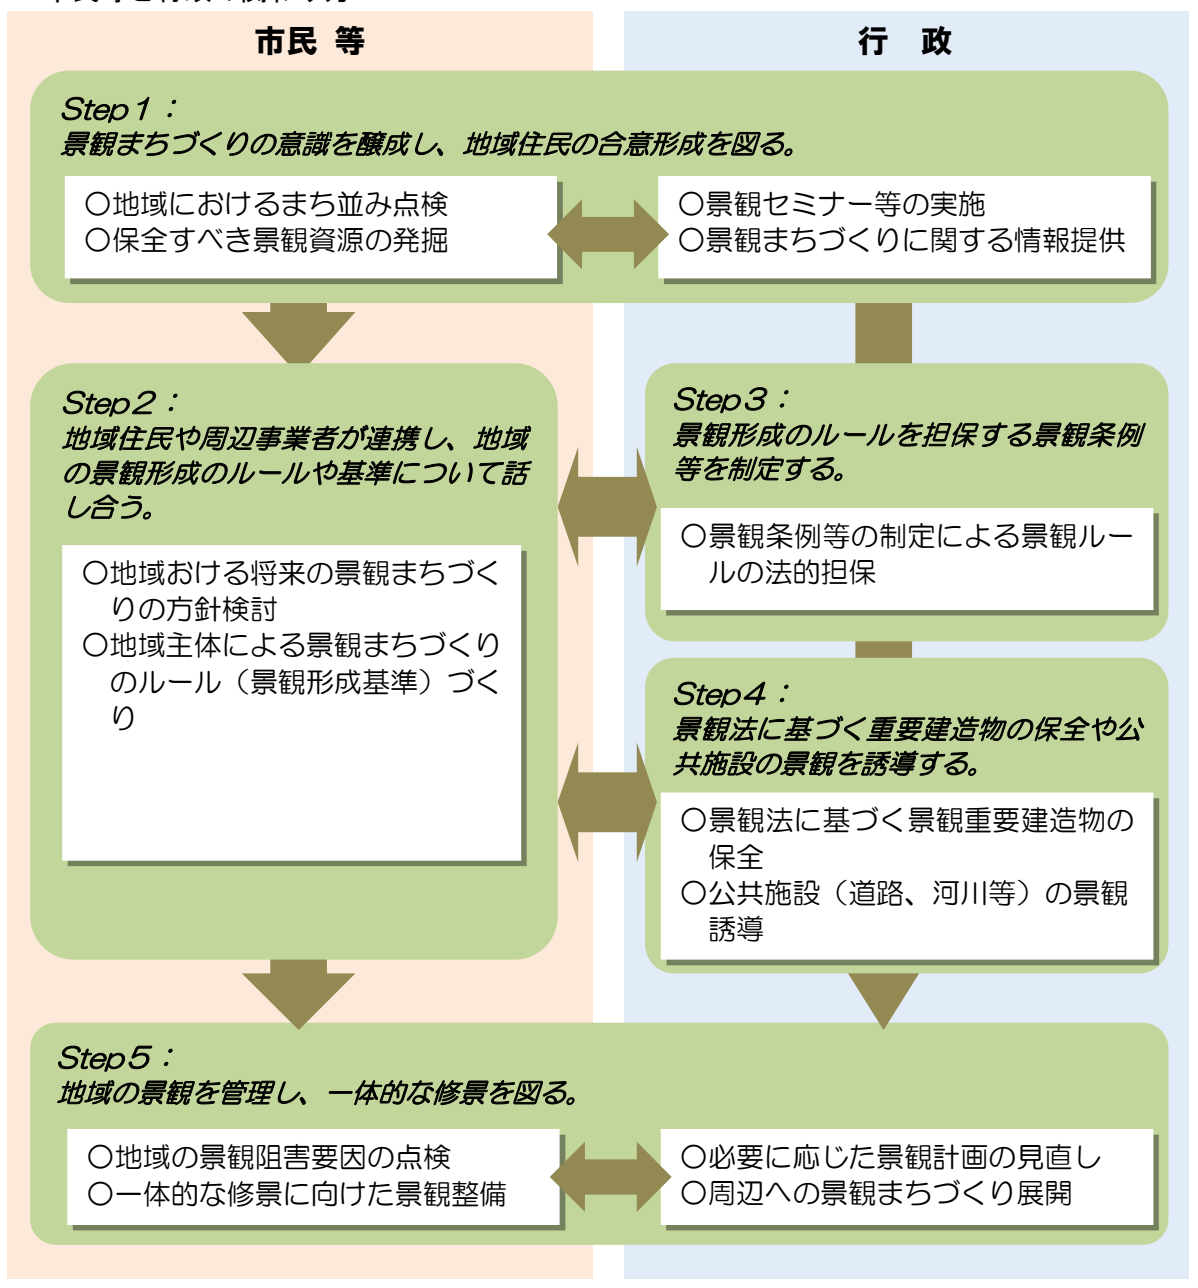 市民 等
行 政
Step1：
景観まちづくりの意識を醸成し、地域住民の合意形成を図る。
○地域におけるまち並み点検
○保全すべき景観資源の発掘
○景観セミナー等の実施
○景観まちづくりに関する情報提供
Step2：
地域住民や周辺事業者が連携し、地域
の景観形成のルールや基準について話
し合う。
○地域おける将来の景観まちづく
りの方針検討
○地域主体による景観まちづくり
のルール（景観形成基準）づく
り
Step3：
景観形成のルールを担保する景観条例
等を制定する。
○景観条例等の制定による景観ルー
ルの法的担保
Step4：
景観法に基づく重要建造物の保全や公
共施設の景観を誘導する。
○景観法に基づく景観重要建造物の
保全
○公共施設（道路、河川等）の景観
誘導
Step5：
地域の景観を管理し、一体的な修景を図る。
○地域の景観阻害要因の点検
○一体的な修景に向けた景観整備
○必要に応じた景観計画の見直し
○周辺への景観まちづくり展開